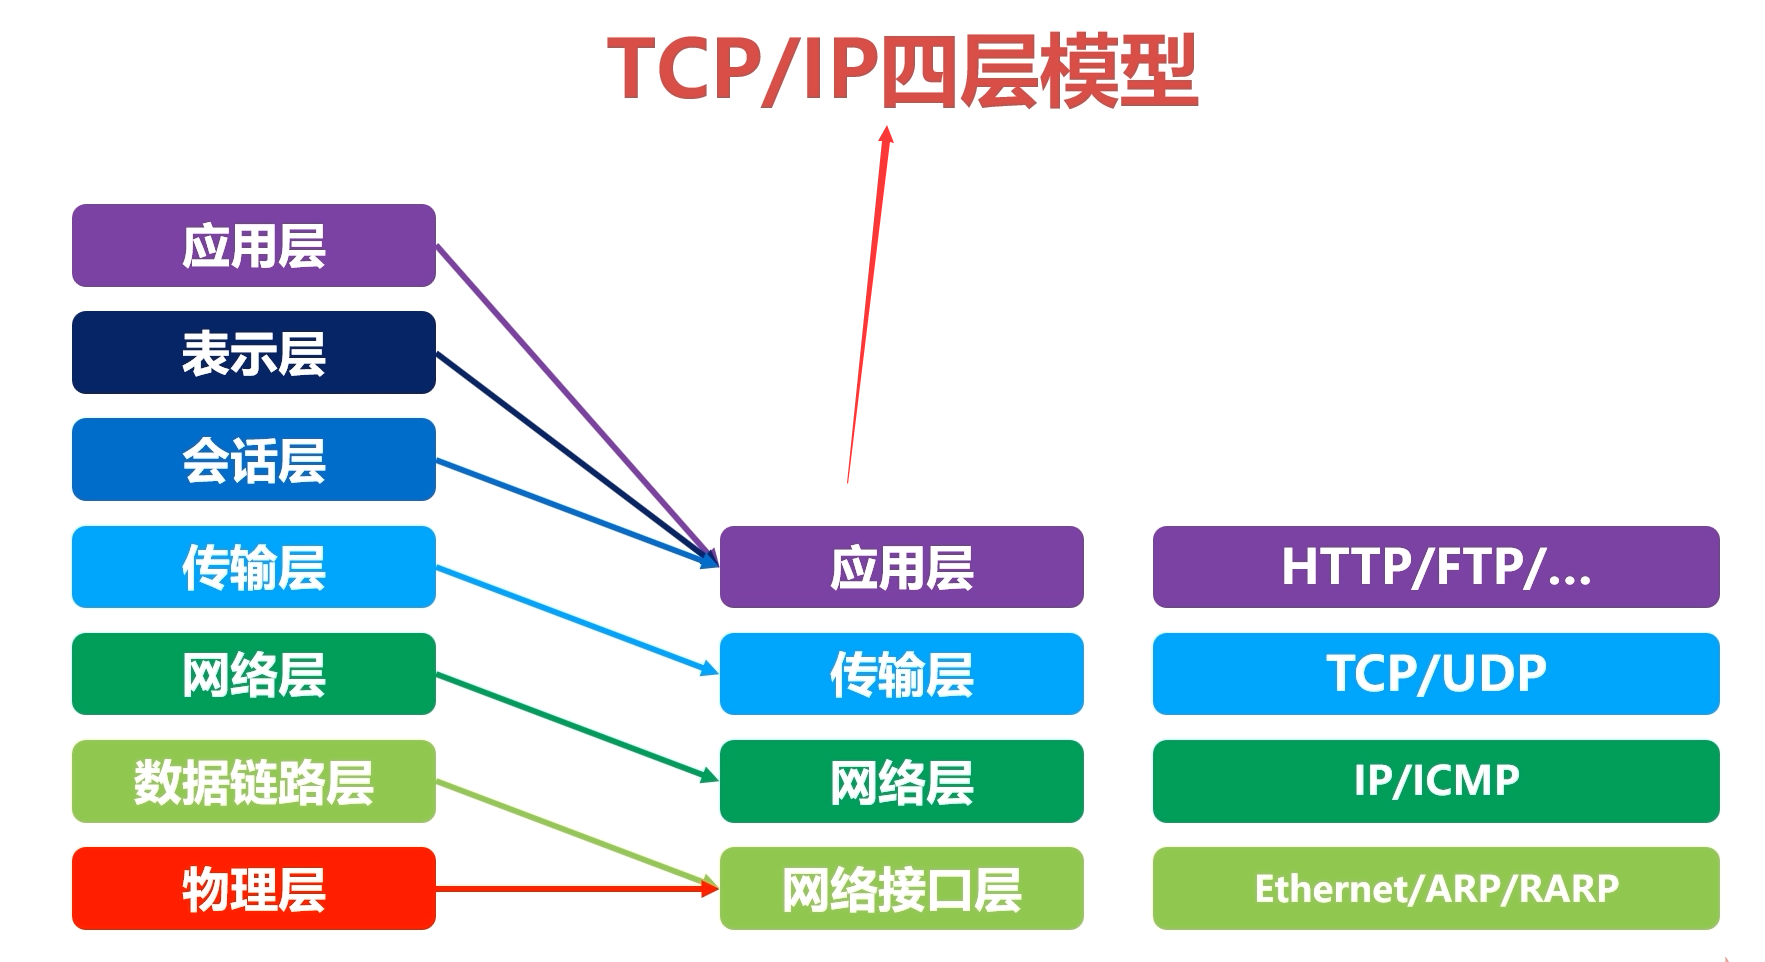 TCP/IP四层模型
应用层
表示层
会话层
传输层
网络层
数据链路层
物理层
应用层
传输层
网络层
网络接口层
HTTP/FTP/...
TCP/UDP
IP/ICMP
Ethernet/ARP/RARP